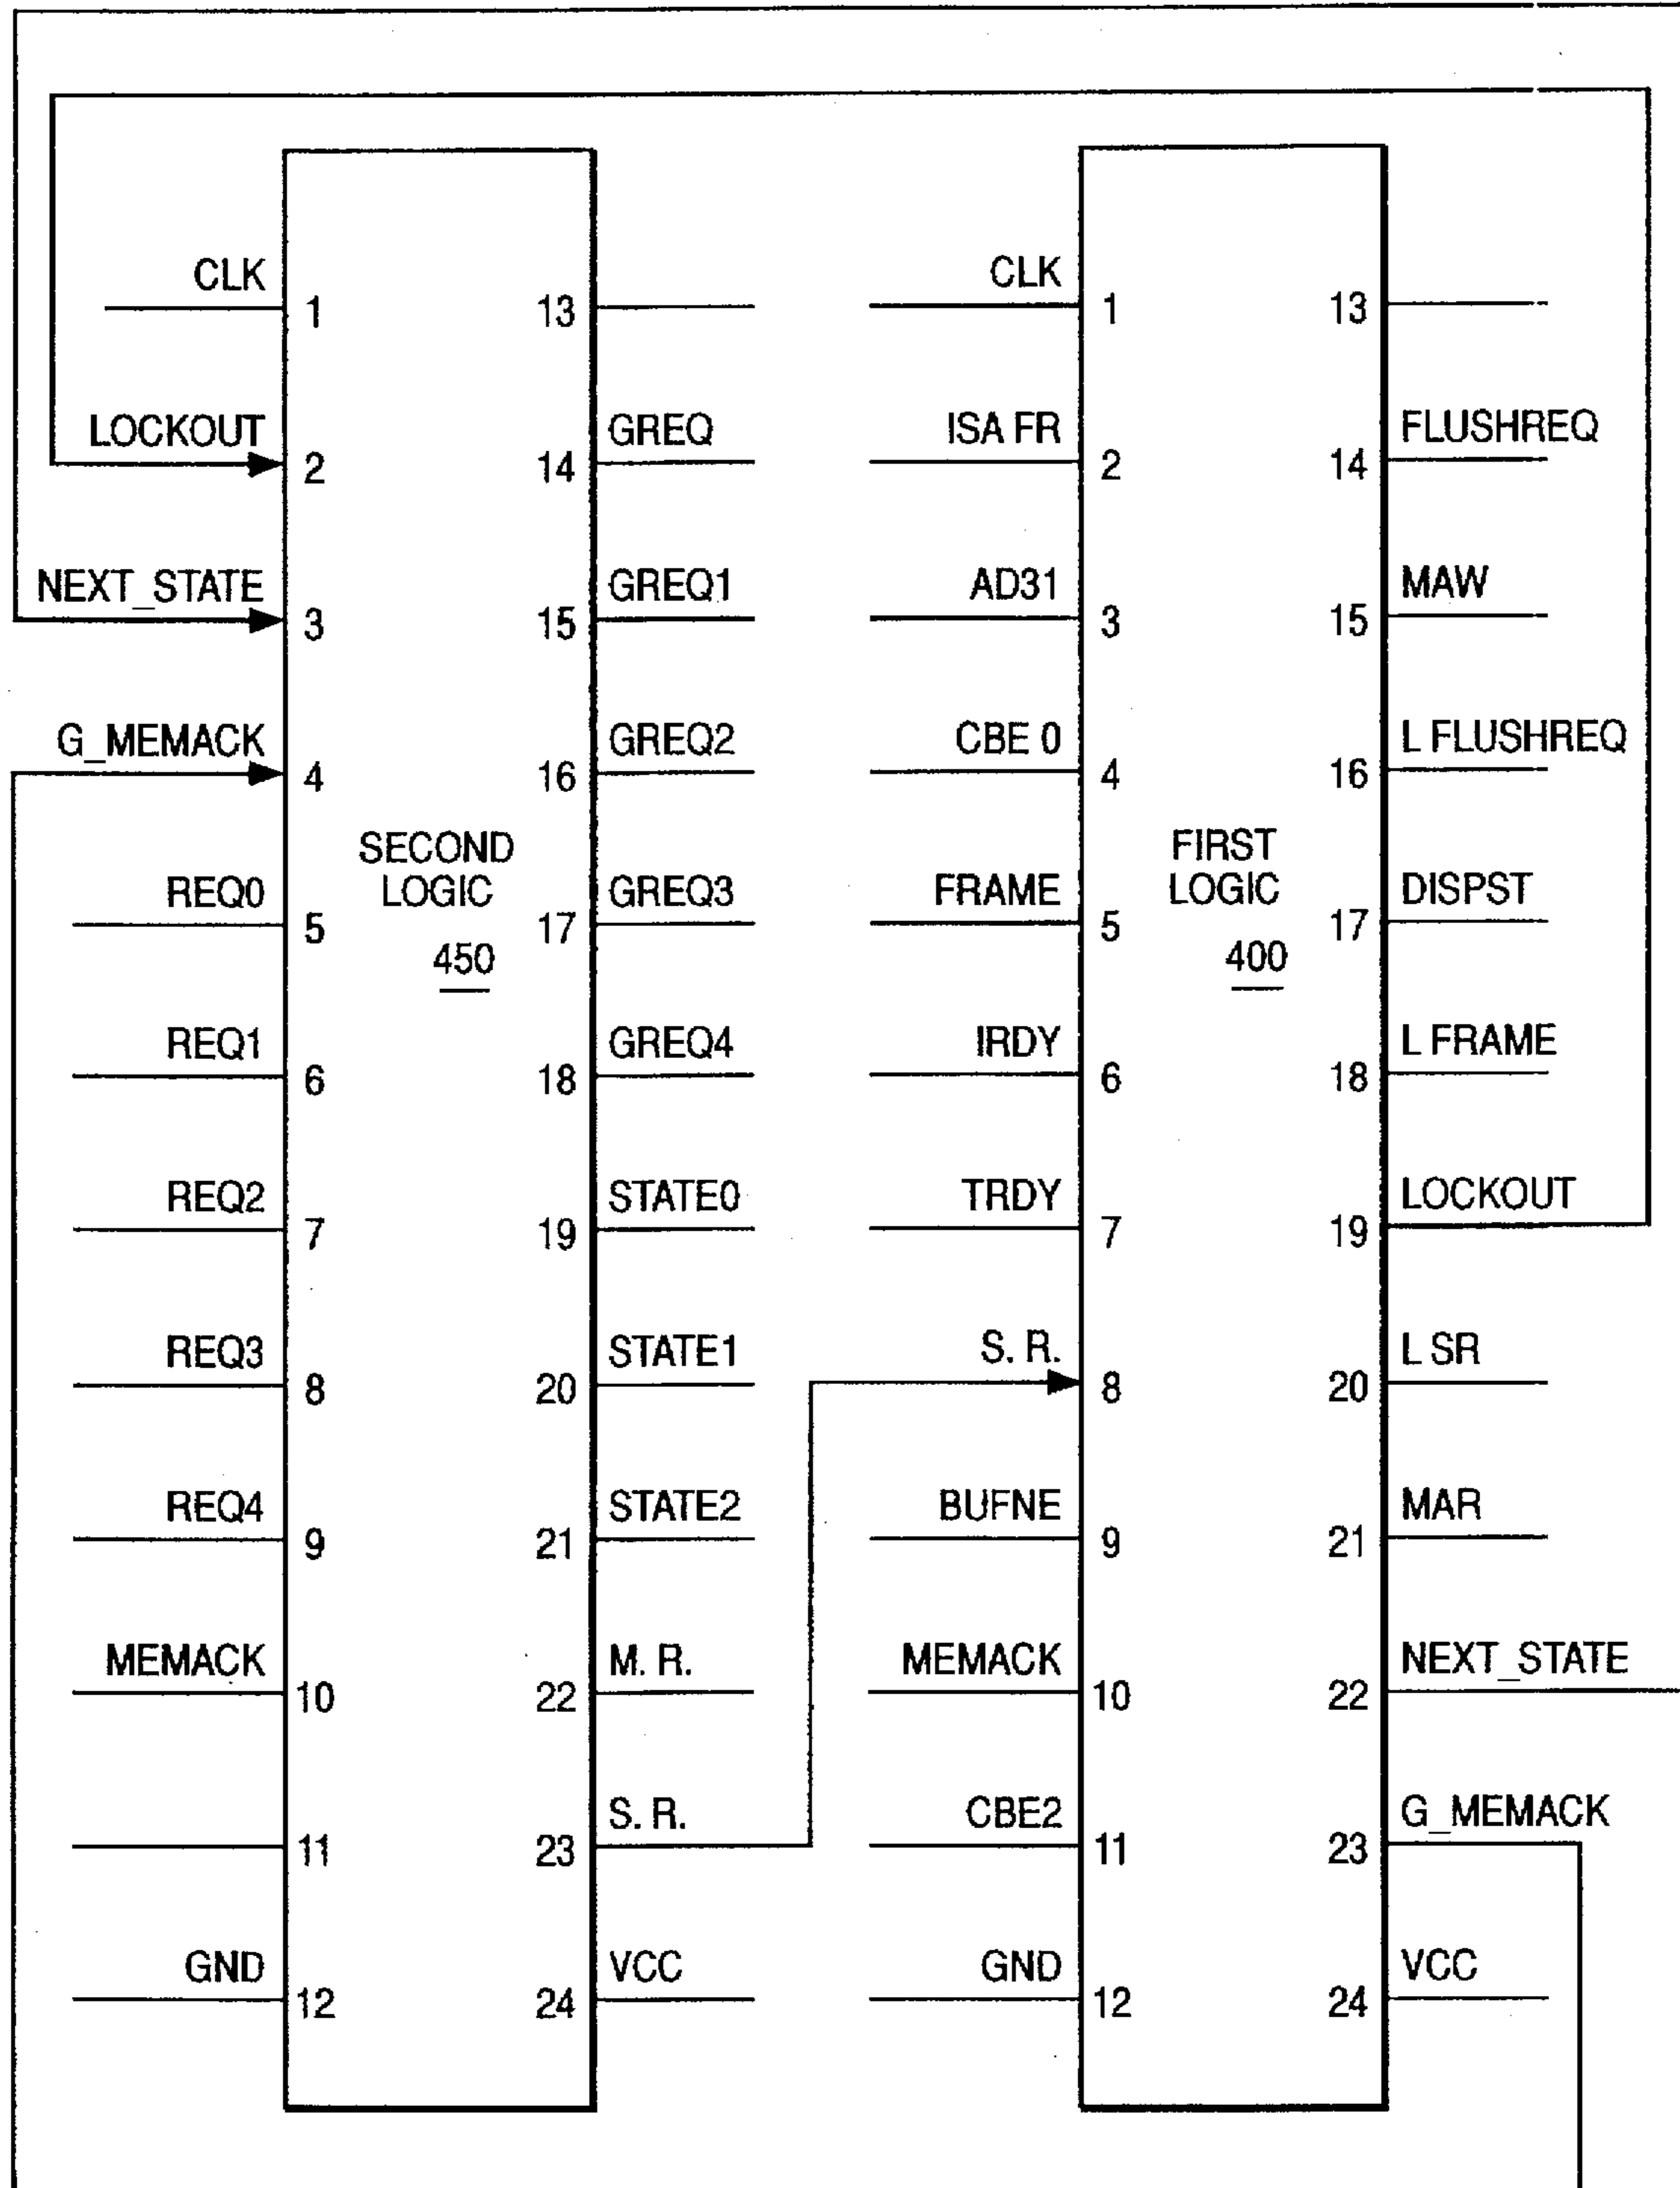 CLK
1
LOCKOUT
2
NEXT_STATE
3
G_MEMACK
4
REQ0
5
REQ1
6
REQ2
7
REQ3
8
REQ4
9
MEMACK
10
11
GND
12
SECOND
LOGIC
450
13
GREQ
14
GREQ1
15
GREQ2
16
GREQ3
17
GREQ4
18
STATE0
19
STATE1
20
STATE2
21
M. R.
22
S. R.
23
VCC
24
CLK
1
ISA FR
2
AD31
3
CBE 0
4
FRAME
5
IRDY
6
TRDY
7
S. R.
8
BUFNE
9
MEMACK
10
CBE2
11
GND
12
FIRST
LOGIC
400
13
FLUSHREQ
14
MAW
15
L FLUSHREQ
16
DISPST
17
L FRAME
18
LOCKOUT
19
L SR
20
MAR
21
NEXT_STATE
22
G_MEMACK
23
VCC
24